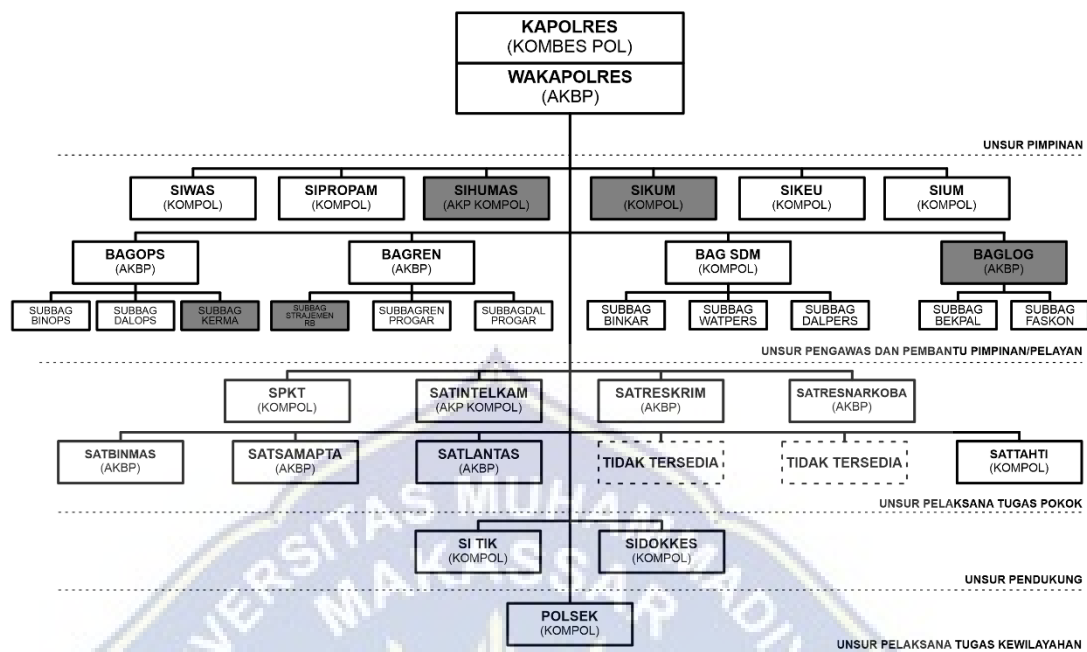 KAPOLRES
(KOMBES POL)
WAKAPOLRES
(AKBP)
UNSUR PIMPINAN
SIWAS
(KOMPOL)
SIPROPAM
(KOMPOL)
SIHUMAS
(AKP KOMPOL)
SIKUM
(KOMPOL)
SIKEU
(KOMPOL)
SIUM
(KOMPOL)
BAGOPS
(AKBP)
BAGREN
(AKBP)
BAG SDM
(KOMPOL)
BAGLOG
(AKBP)
SUBBAG
BINOPS
SUBBAG
DALOPS
SUBBAG
KERMA
SUBBAG
STRAJEMEN
RB
SUBBAGREN
PROGAR
SUBBAGDAL
PROGAR
SUBBAG
BINKAR
SUBBAG
WATPERS
SUBBAG
DALPERS
SUBBAG
BEKPAL
SUBBAG
FASKON
UNSUR PENGAWAS DAN PEMBANTU PIMPINAN/PELAYAN
SPKT
(KOMPOL)
SATINTELKAM
(AKP KOMPOL)
SATRESKRIM
(AKBP)
SATRESNARKOBA
(AKBP)
SATBINMAS
(AKBP)
SATSAMAPTA
(AKBP)
SATLANTAS
(AKBP)
TIDAK TERSEDIA
TIDAK TERSEDIA
SATTAHTI
(KOMPOL)
UNSUR PELAKSANA TUGAS POKOK
SI TIK
(KOMPOL)
SIDOKKES
(KOMPOL)
UNSUR PENDUKUNG
POLSEK
(KOMPOL)
UNSUR PELAKSANA TUGAS KEWILAYAHAN
MUHAMMADIY
MAKASSAR